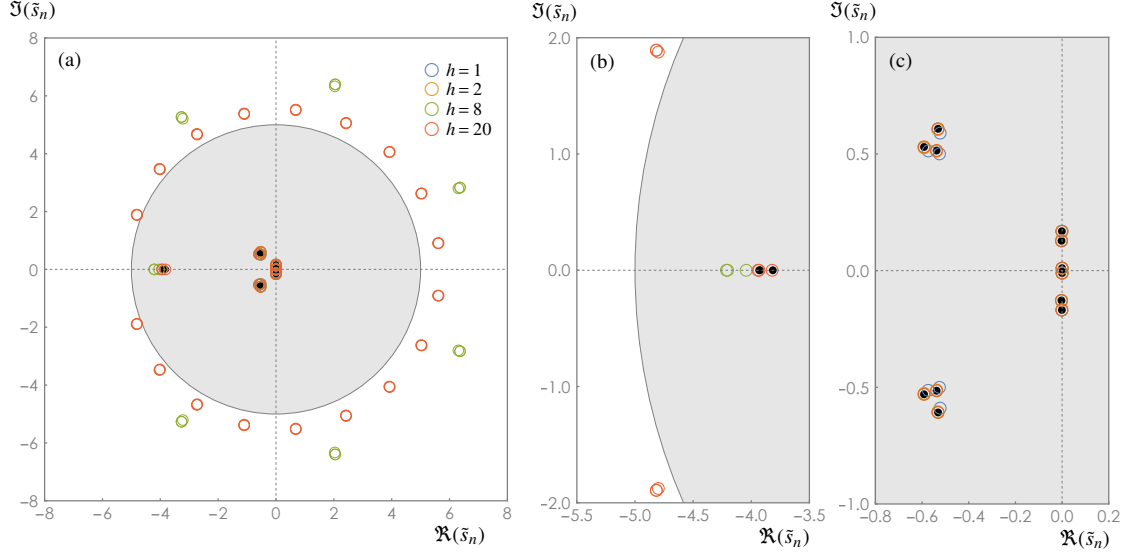 ℑ(s̃ₙ)
(a)
h = 1
h = 2
h = 8
h = 20
8
6
4
2
0
−2
−4
−6
−8
−8 −6 −4 −2 0 2 4 6 8
ℜ(s̃ₙ)
ℑ(s̃ₙ)
(b)
2.0
1.0
0.0
−1.0
−2.0
−5.5 −5.0 −4.5 −4.0 −3.5
ℜ(s̃ₙ)
ℑ(s̃ₙ)
(c)
1.0
0.5
0.0
−0.5
−1.0
−0.8 −0.6 −0.4 −0.2 0.0 0.2
ℜ(s̃ₙ)